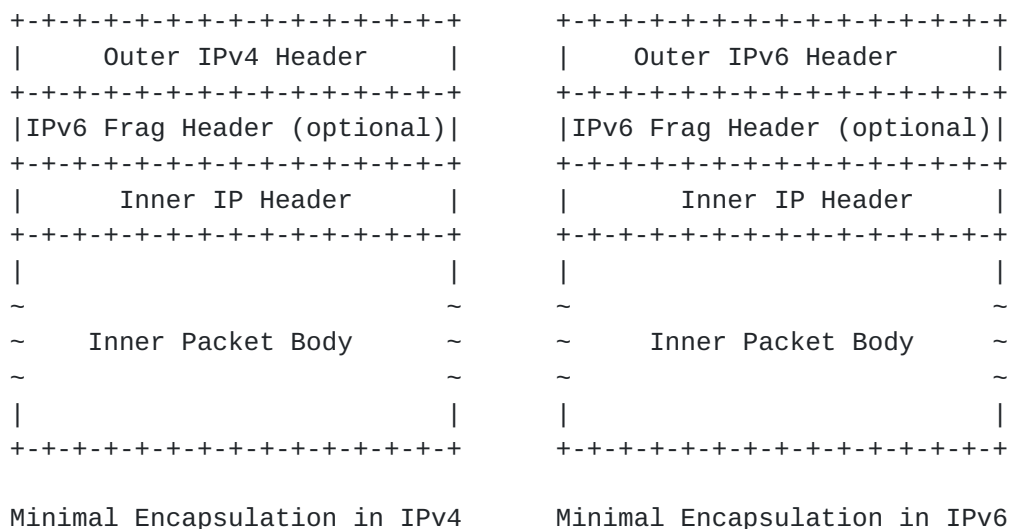 +-+-+-+-+-+-+-+-+-+-+-+-+-+-+      +-+-+-+-+-+-+-+-+-+-+-+-+-+-+
|     Outer IPv4 Header     |      |    Outer IPv6 Header      |
+-+-+-+-+-+-+-+-+-+-+-+-+-+-+      +-+-+-+-+-+-+-+-+-+-+-+-+-+-+
|IPv6 Frag Header (optional)|      |IPv6 Frag Header (optional)|
+-+-+-+-+-+-+-+-+-+-+-+-+-+-+      +-+-+-+-+-+-+-+-+-+-+-+-+-+-+
|      Inner IP Header      |      |       Inner IP Header     |
+-+-+-+-+-+-+-+-+-+-+-+-+-+-+      +-+-+-+-+-+-+-+-+-+-+-+-+-+-+
|                           |      |                           |
~                           ~      ~                           ~
~    Inner Packet Body      ~      ~     Inner Packet Body     ~
~                           ~      ~                           ~
|                           |      |                           |
+-+-+-+-+-+-+-+-+-+-+-+-+-+-+      +-+-+-+-+-+-+-+-+-+-+-+-+-+-+
Minimal Encapsulation in IPv4      Minimal Encapsulation in IPv6